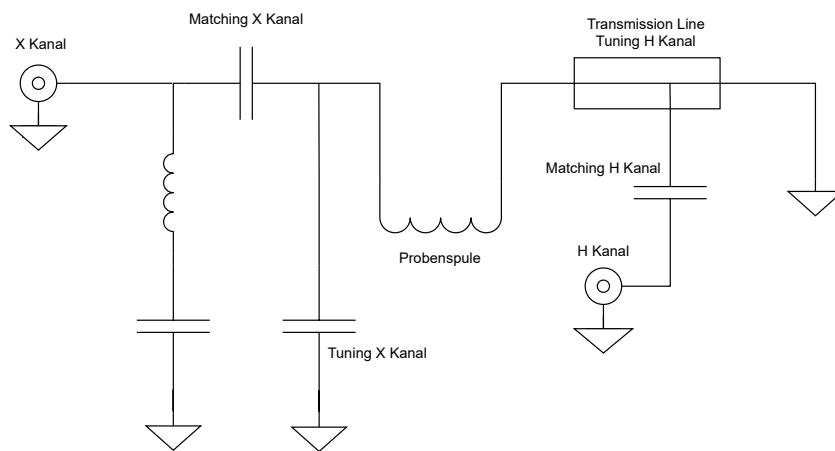 Matching X Kanal
X Kanal
Transmission Line
Tuning H Kanal
Matching H Kanal
H Kanal
Probenspule
Tuning X Kanal